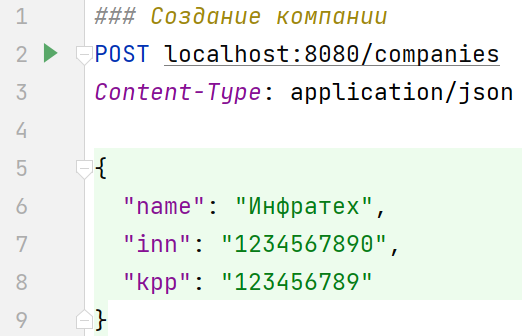 1 ### Создание компании
2 POST localhost:8080/companies
3 Content-Type: application/json
4
5 {
6 "name": "Инфратех",
7 "inn": "1234567890",
8 "kpp": "123456789"
9 }